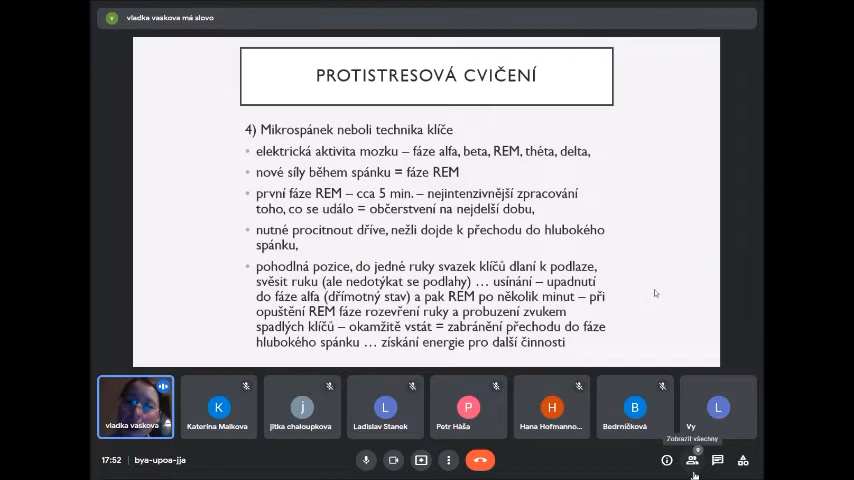 vladka vaskova má slovo
PROTISTRESOVÁ CVIČENÍ
4) Mikrospánek neboli technika klíče
elektrická aktivita mozku – fáze alfa, beta, REM, théta, delta,
nové síly během spánku = fáze REM
první fáze REM – cca 5 min. – nejintenzivnější zpracování
toho, co se událo = občerstvení na nejdelší dobu,
nutné procitnout dříve, nežli dojde k přechodu do hlubokého
spánku,
pohodlná pozice, do jedné ruky svazek klíčů dlaní k podlaze,
svěsit ruku (ale nedotýkat se podlahy) ... usínání – upadnutí
do fáze alfa (dřímotný stav) a pak REM po několik minut – při
opuštění REM fáze rozevření ruky a probuzení zvukem
spadlých klíčů – okamžitě vstát = zabránění přechodu do fáze
hlubokého spánku ... získání energie pro další činnosti
K
j
L
P
H
B
L
vladka vaskova
Katerina Malkova
jitka chaloupkova
Ladislav Stanek
Petr Háša
Hana Hofmanno...
Bedrníčková
Vy
Zobrazit všechny
9
17:52
bya-upoa-jja